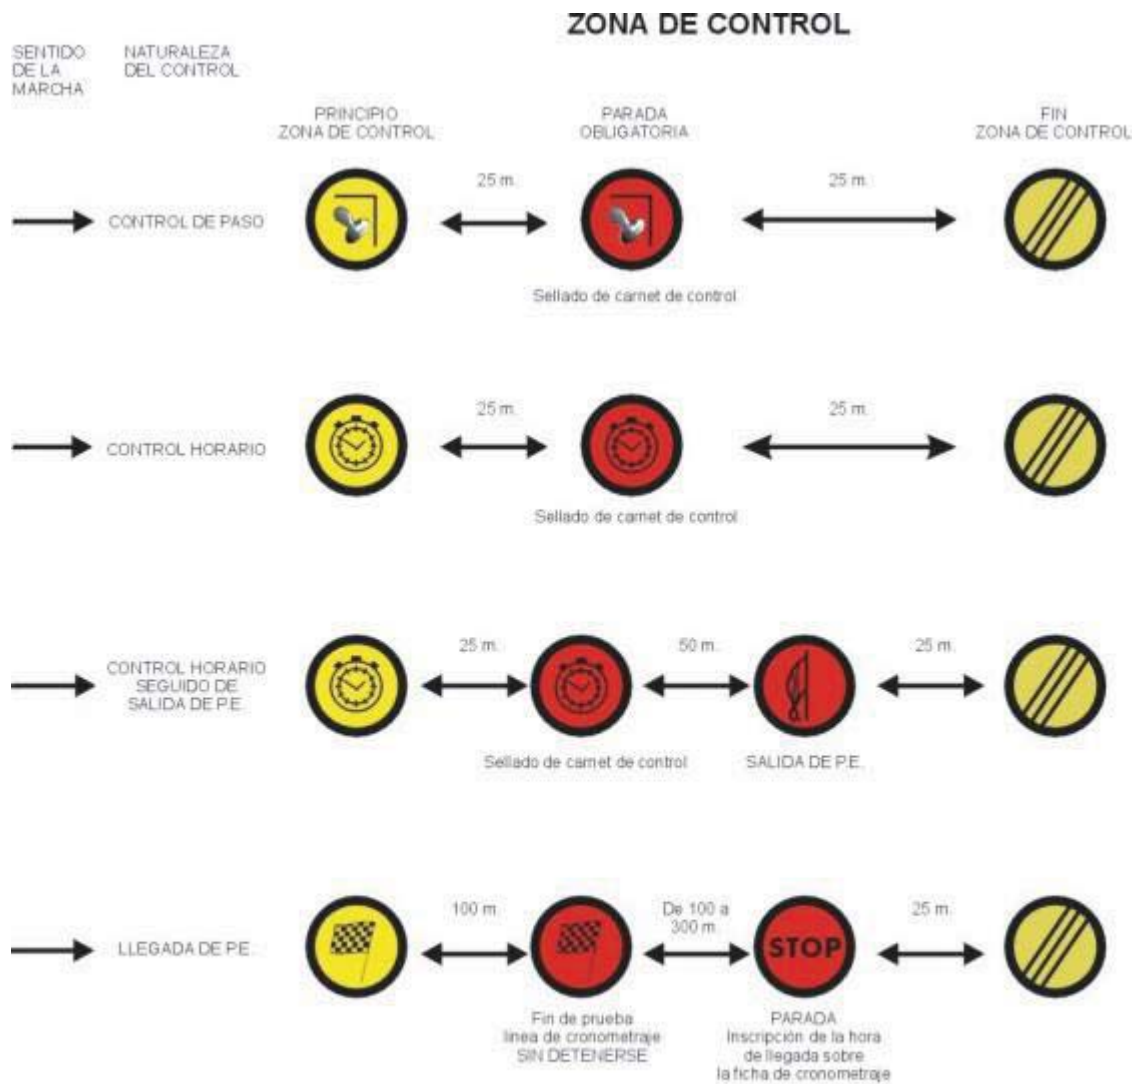 ZONA DE CONTROL
SENTIDO
DE LA
MARCHA
NATURALEZA
DEL CONTROL
PRINCIPIO
ZONA DE CONTROL
PARADA
OBLIGATORIA
FIN
ZONA DE CONTROL
CONTROL DE PASO
25 m.
25 m.
Sellado de carnet de control
CONTROL HORARIO
25 m.
25 m.
Sellado de carnet de control
CONTROL HORARIO
SEGUIDO DE
SALIDA DE P.E.
25 m.
50 m.
25 m.
Sellado de carnet de control
SALIDA DE P.E.
LLEGADA DE P.E.
100 m.
De 100 a
300 m.
STOP
25 m.
Fin de prueba
linea de cronometraje
SIN DETENERSE
PARADA
Inscripción de la hora
de llegada sobre
la ficha de cronometraje